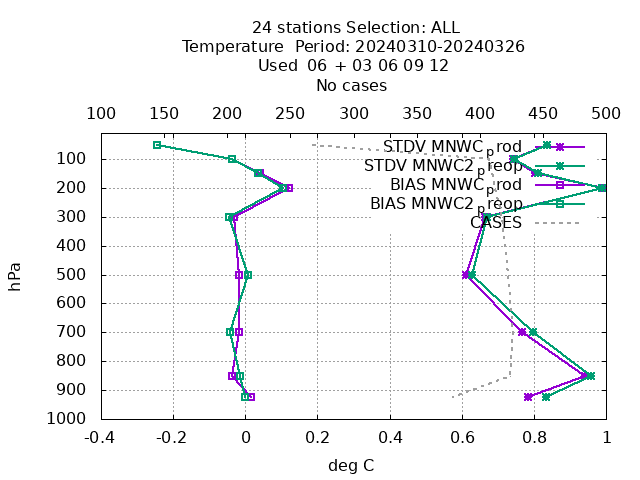 24 stations Selection: ALL
Temperature  Period: 20240310-20240326
Used  06 + 03 06 09 12
No cases
100 150 200 250 300 350 400 450 500
STDV MNWC_prod
STDV MNWC2_preop
BIAS MNWC_prod
BIAS MNWC2_preop
CASES
100
200
300
400
500
600
700
800
900
1000
hPa
-0.4 -0.2 0 0.2 0.4 0.6 0.8 1
deg C